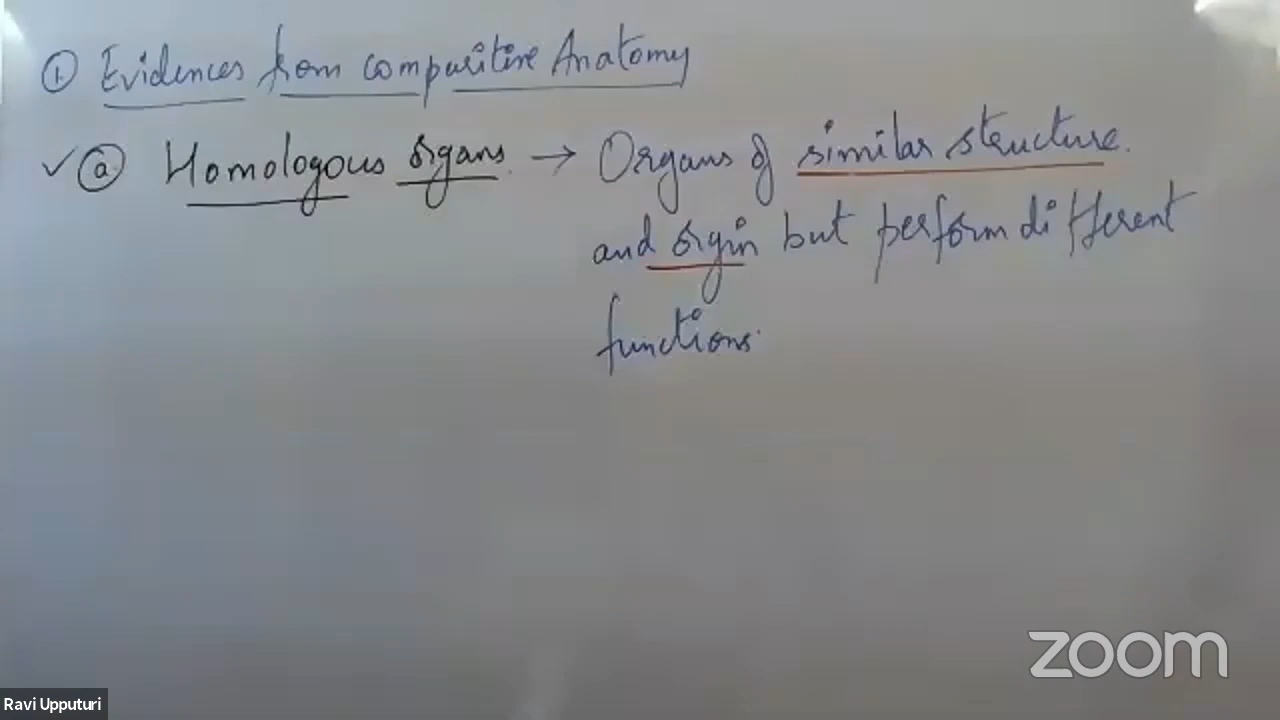 ① Evidences from comparitive Anatomy
✓ ⓐ Homologous organs. → Organs of similar structure.
and orgin but perform different
functions.
zoom
Ravi Upputuri